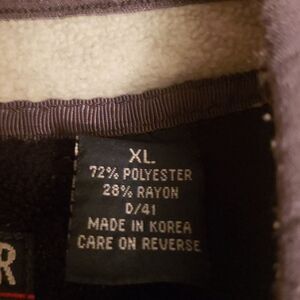 XL
72% POLYESTER
28% RAYON
D/41
MADE IN KOREA
CARE ON REVERSE
R